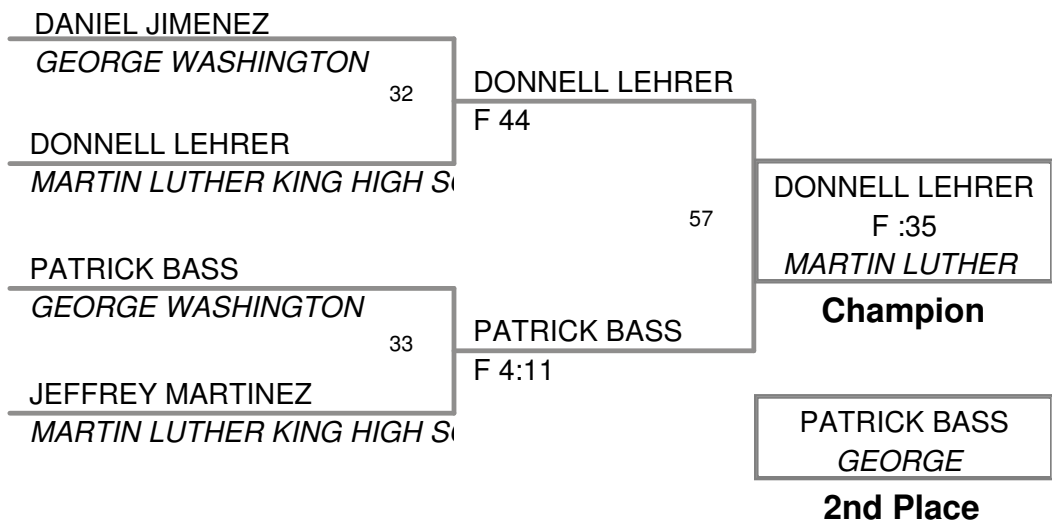 DANIEL JIMENEZ
GEORGE WASHINGTON
32
DONNELL LEHRER
MARTIN LUTHER KING HIGH S
DONNELL LEHRER
F 44
PATRICK BASS
GEORGE WASHINGTON
33
JEFFREY MARTINEZ
MARTIN LUTHER KING HIGH S
PATRICK BASS
F 4:11
57
DONNELL LEHRER
F :35
MARTIN LUTHER
Champion
PATRICK BASS
GEORGE
2nd Place